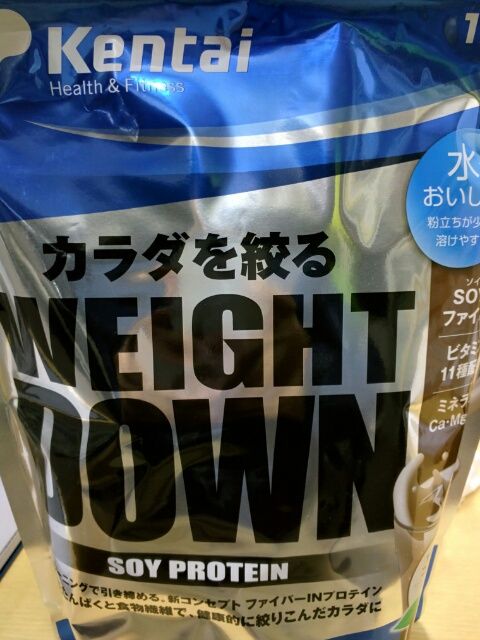 Kentai
Health & Fitness
水
おいし
粉立ちが少
溶けやす
カラダを絞る
WEIGHT
DOWN
ソイ
SOY
ファイ
ビタミ
11種
ミネラ
Ca・Mg
SOY PROTEIN
ニングで引き締める。新コンセプト ファイバーINプロテイン
たんぱくと食物繊維で、健康的に絞りこんだカラダに